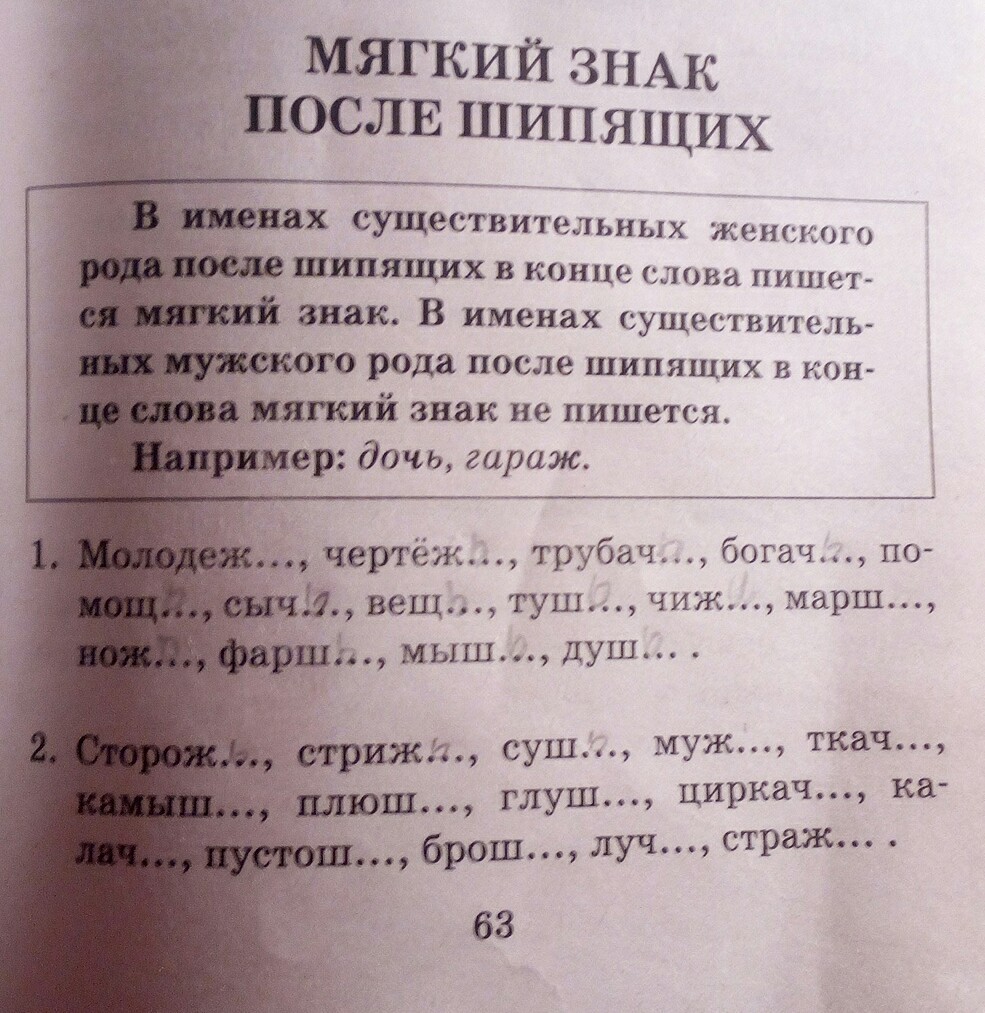 МЯГКИЙ ЗНАК
ПОСЛЕ ШИПЯЩИХ
В именах существительных женского
рода после шипящих в конце слова пишет-
ся мягкий знак. В именах существитель-
ных мужского рода после шипящих в кон-
це слова мягкий знак не пишется.
Например: дочь, гараж.
1. Молодеж..., чертёж..., трубач..., богач..., по-
мощ..., сыч..., вещ..., туш..., чиж..., марш...,
нож..., фарш..., мыш..., душ... .
2. Сторож..., стриж..., суш..., муж..., ткач...,
камыш..., плюш..., глуш..., циркач..., ка-
лач..., пустош..., брош..., луч..., страж... .
63